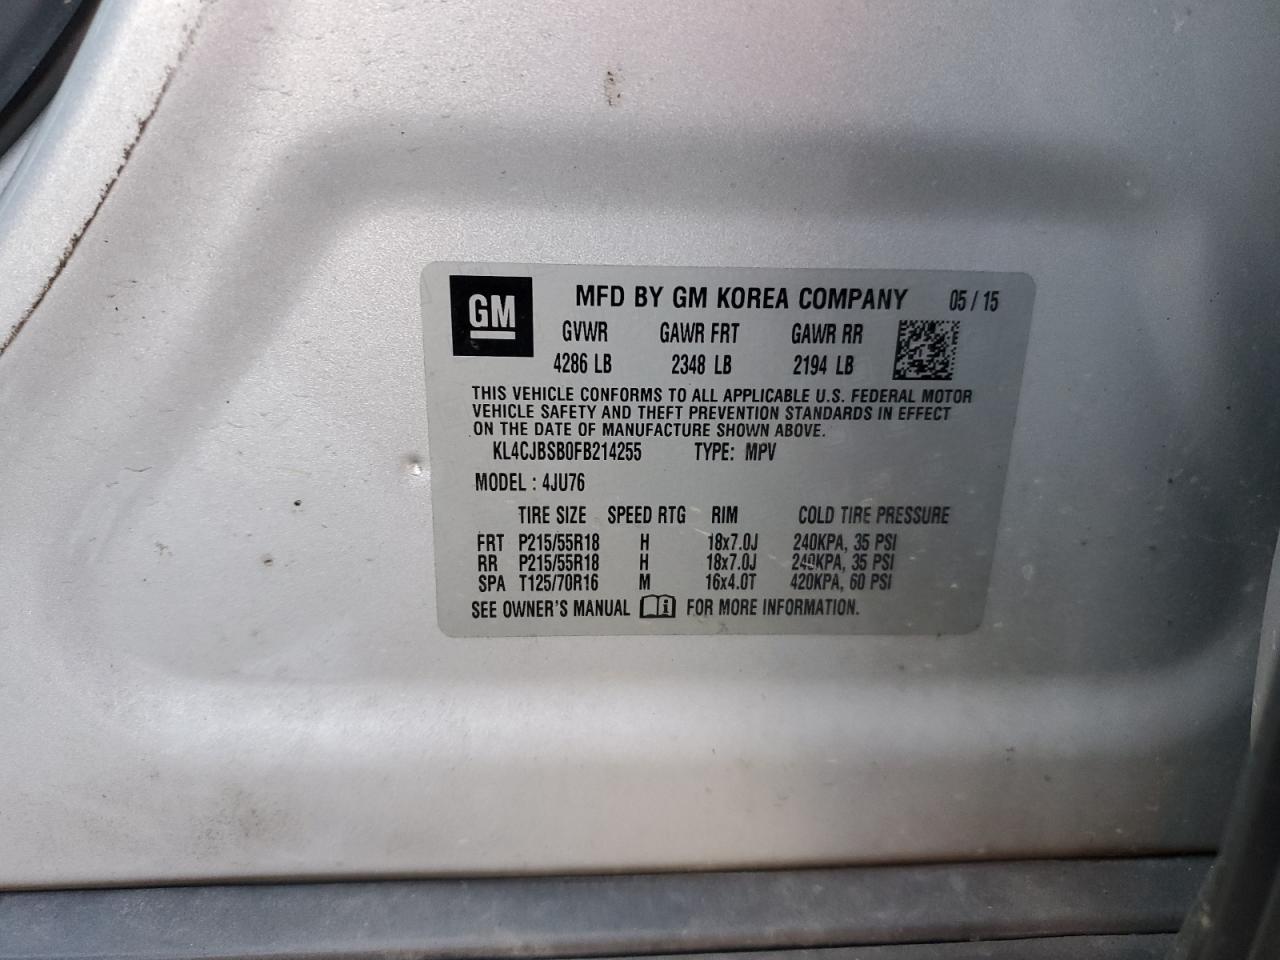 GM
MFD BY GM KOREA COMPANY 05 / 15
GVWR GAWR FRT GAWR RR
4286 LB 2348 LB 2194 LB
THIS VEHICLE CONFORMS TO ALL APPLICABLE U.S. FEDERAL MOTOR
VEHICLE SAFETY AND THEFT PREVENTION STANDARDS IN EFFECT
ON THE DATE OF MANUFACTURE SHOWN ABOVE.
KL4CJBSB0FB214255 TYPE: MPV
MODEL : 4JU76
TIRE SIZE SPEED RTG RIM COLD TIRE PRESSURE
FRT P215/55R18 H 18x7.0J 240KPA, 35 PSI
RR P215/55R18 H 18x7.0J 240KPA, 35 PSI
SPA T125/70R16 M 16x4.0T 420KPA, 60 PSI
SEE OWNER'S MANUAL i FOR MORE INFORMATION.